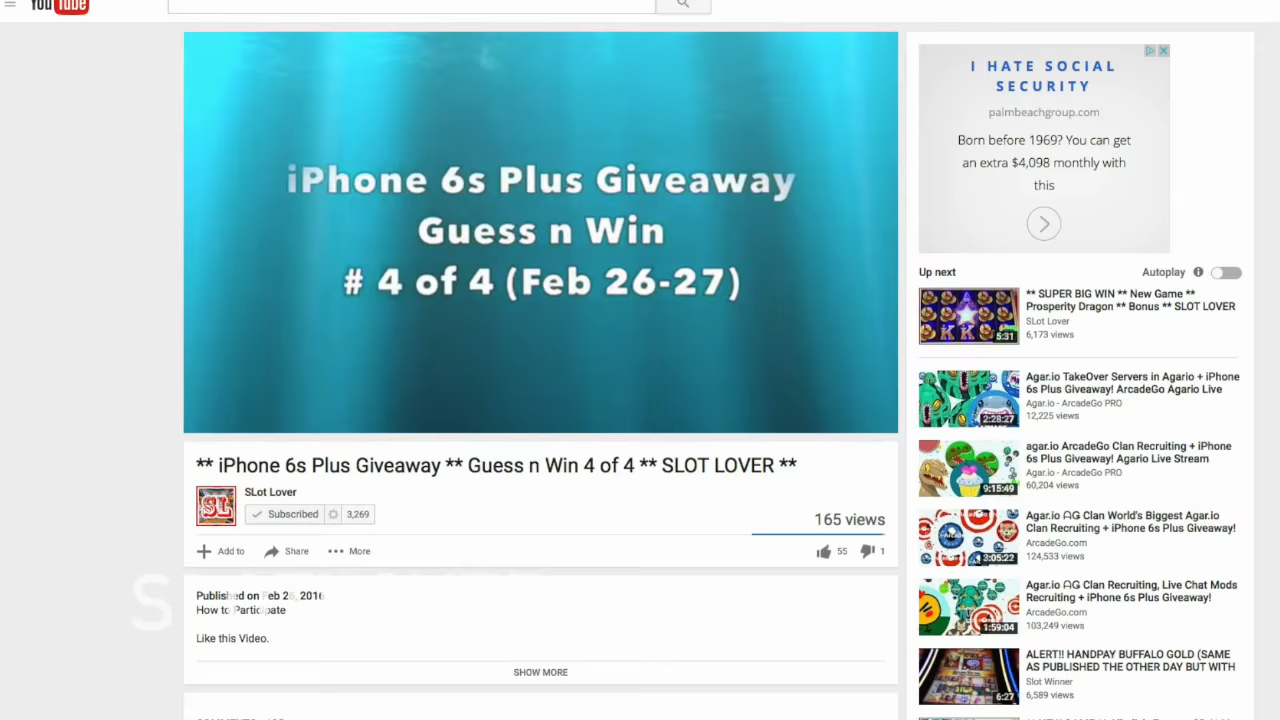 You Tube
iPhone 6s Plus Giveaway
Guess n Win
# 4 of 4 (Feb 26-27)
** iPhone 6s Plus Giveaway ** Guess n Win 4 of 4 ** SLOT LOVER **
SLot Lover
Subscribed 3,269
165 views
Add to Share More 55 1
Published on Feb 26, 2016
How to Participate
S
Like this Video.
SHOW MORE
I HATE SOCIAL
SECURITY
palmbeachgroup.com
Born before 1969? You can get
an extra $4,098 monthly with
this
Up next Autoplay
** SUPER BIG WIN ** New Game **
Prosperity Dragon ** Bonus ** SLOT LOVER
SLot Lover
6,173 views
5:31
Agar.io TakeOver Servers in Agario + iPhone
6s Plus Giveaway! ArcadeGo Agario Live
Agar.io - ArcadeGo PRO
12,225 views
2:28:27
agar.io ArcadeGo Clan Recruiting + iPhone
6s Plus Giveaway! Agario Live Stream
Agar.io - ArcadeGo PRO
60,204 views
9:15:49
Agar.io AG Clan World's Biggest Agar.io
Clan Recruiting + iPhone 6s Plus Giveaway!
ArcadeGo.com
124,533 views
3:05:22
Agar.io AG Clan Recruiting, Live Chat Mods
Recruiting + iPhone 6s Plus Giveaway!
ArcadeGo.com
103,249 views
1:59:04
ALERT!! HANDPAY BUFFALO GOLD (SAME
AS PUBLISHED THE OTHER DAY BUT WITH
Slot Winner
6,589 views
6:27